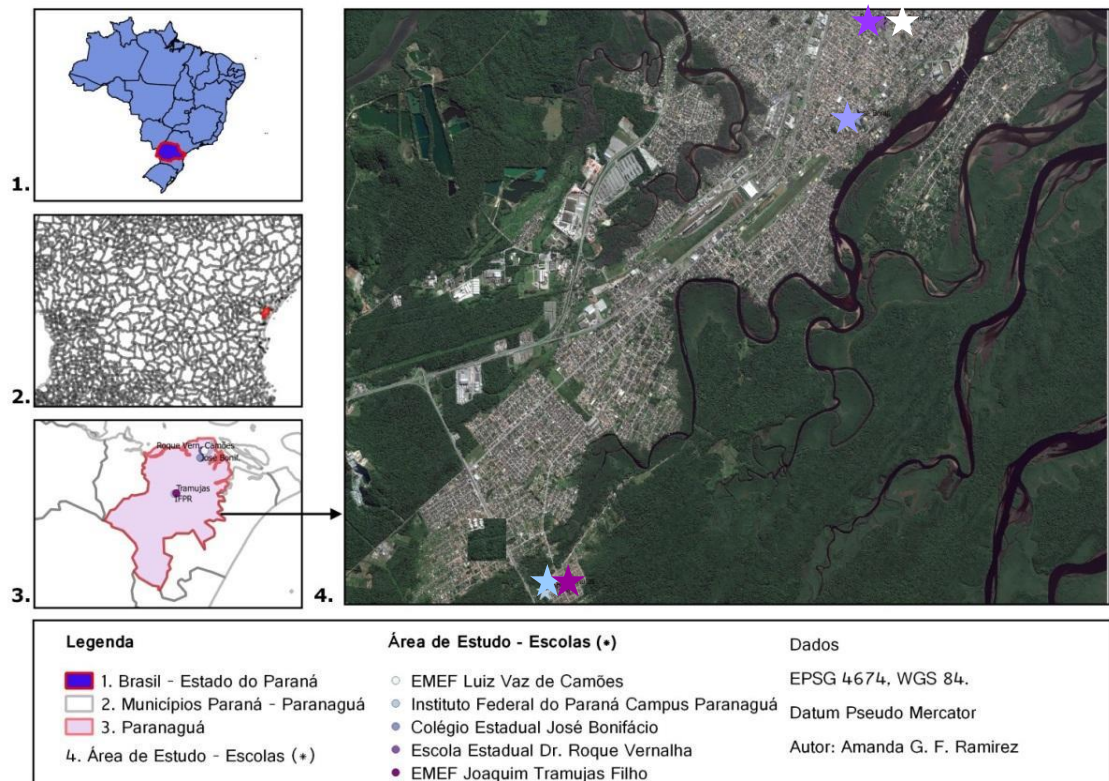 1.
2.
Roque Vern. Camões
José Bonif.
Tramujas
IFPR
3.
4.
Legenda
1. Brasil - Estado do Paraná
2. Municípios Paraná - Paranaguá
3. Paranaguá
4. Área de Estudo - Escolas (*)
Área de Estudo - Escolas (*)
EMEF Luiz Vaz de Camões
Instituto Federal do Paraná Campus Paranaguá
Colégio Estadual José Bonifácio
Escola Estadual Dr. Roque Vernalha
EMEF Joaquim Tramujas Filho
Dados
EPSG 4674, WGS 84.
Datum Pseudo Mercator
Autor: Amanda G. F. Ramirez